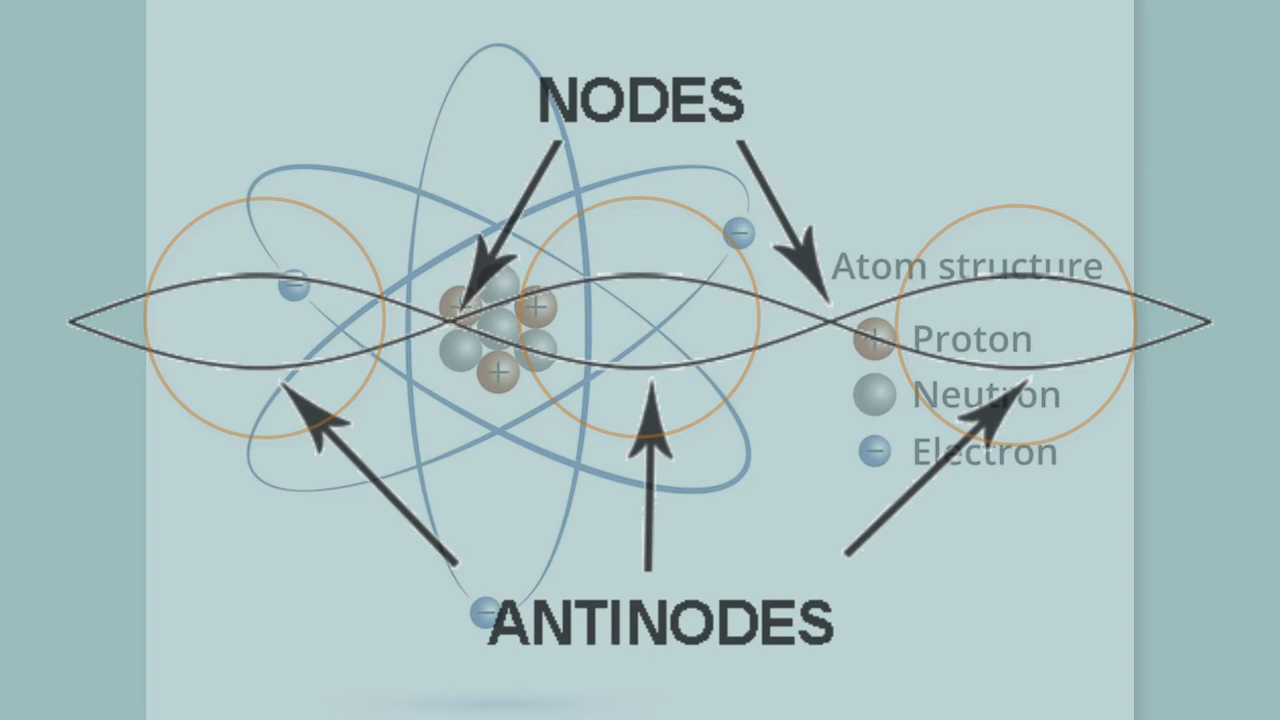 NODES
Atom structure
Proton
Neutron
Electron
ANTINODES